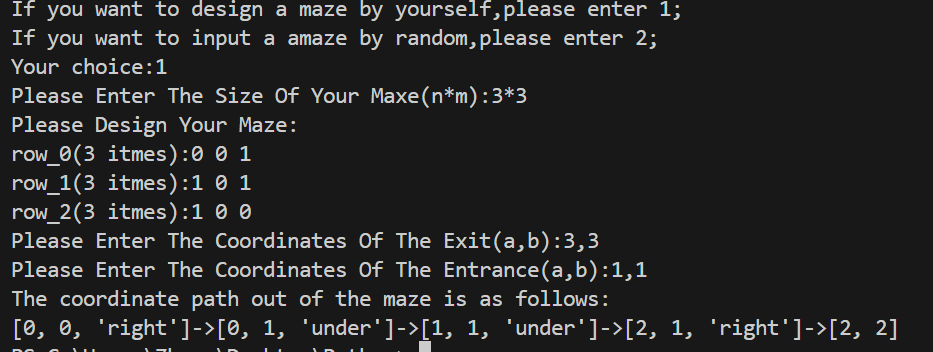 If you want to design a maze by yourself,please enter 1;
If you want to input a amaze by random,please enter 2;
Your choice:1
Please Enter The Size Of Your Maxe(n*m):3*3
Please Design Your Maze:
row_0(3 itmes):0 0 1
row_1(3 itmes):1 0 1
row_2(3 itmes):1 0 0
Please Enter The Coordinates Of The Exit(a,b):3,3
Please Enter The Coordinates Of The Entrance(a,b):1,1
The coordinate path out of the maze is as follows:
[0, 0, 'right']->[0, 1, 'under']->[1, 1, 'under']->[2, 1, 'right']->[2, 2]